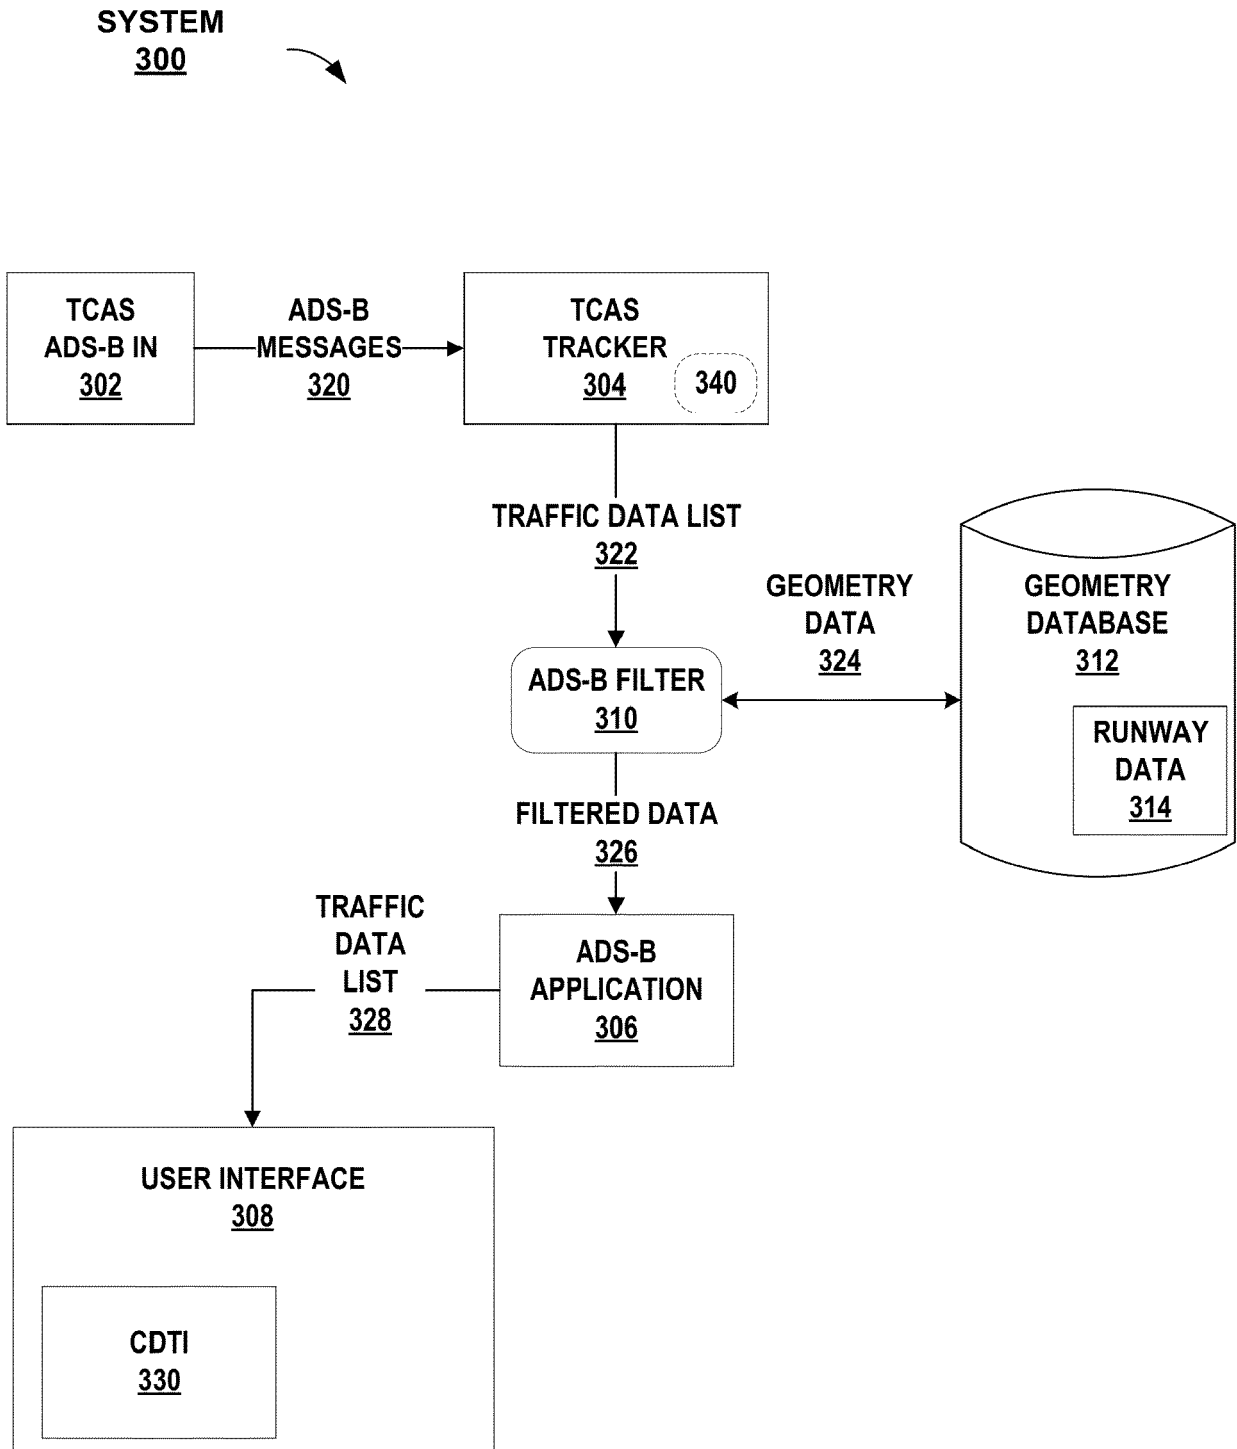 SYSTEM
300
TCAS
ADS-B IN
302
ADS-B
MESSAGES
320
TCAS
TRACKER
304
340
TRAFFIC DATA LIST
322
GEOMETRY
DATA
324
GEOMETRY
DATABASE
312
RUNWAY
DATA
314
ADS-B FILTER
310
FILTERED DATA
326
TRAFFIC
DATA
LIST
328
ADS-B
APPLICATION
306
USER INTERFACE
308
CDTI
330